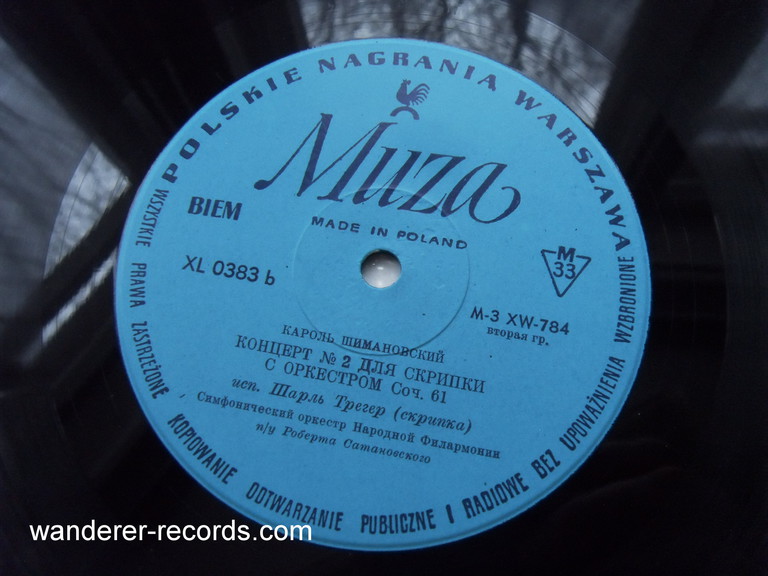 POLSKIE NAGRANIA WARSZAWA
Muza
MADE IN POLAND
BIEM
XL 0383 b
M
33
M-3 XW-784
вторая гр.
КАРОЛЬ ШИМАНОВСКИЙ
КОНЦЕРТ № 2 ДЛЯ СКРИПКИ
С ОРКЕСТРОМ Соч. 61
исп. Шарль Трегер (скрипка)
Симфонический оркестр Народной Филармонии
п/у Роберта Сатановского
WSZYSTKIE PRAWA ZASTRZEŻONE KOPIOWANIE ODTWARZANIE PUBLICZNE I RADIOWE BEZ UPOWAŻNIENIA WZBRONIONE
wanderer-records.com